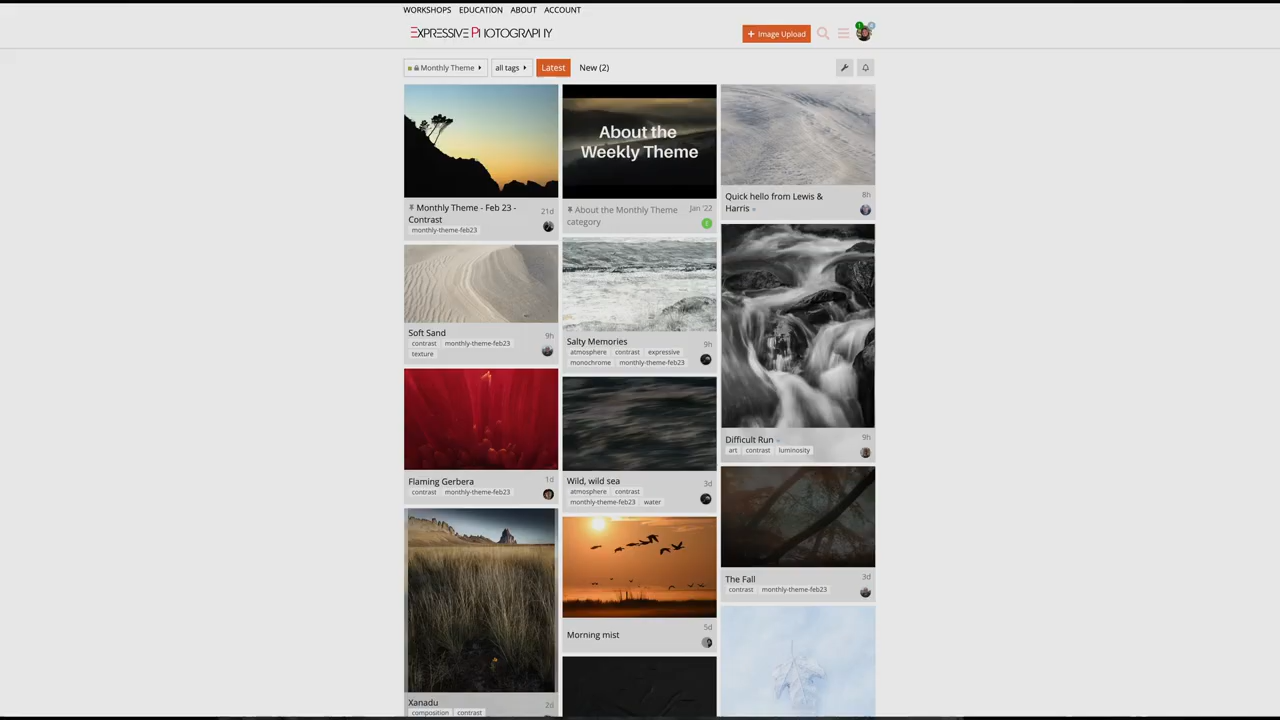 WORKSHOPS EDUCATION ABOUT ACCOUNT
EXPRESSIVE PHOTOGRAPHY
+ Image Upload
1
Monthly Theme
all tags
Latest
New (2)
Monthly Theme - Feb 23 -
Contrast
21d
monthly-theme-feb23
About the
Weekly Theme
About the Monthly Theme
category
Jan '22
Quick hello from Lewis &
Harris
8h
Soft Sand
9h
contrast monthly-theme-feb23
texture
Salty Memories
9h
atmosphere contrast expressive
monochrome monthly-theme-feb23
Difficult Run
9h
art contrast luminosity
Flaming Gerbera
1d
contrast monthly-theme-feb23
Wild, wild sea
3d
atmosphere contrast
monthly-theme-feb23 water
The Fall
3d
contrast monthly-theme-feb23
Morning mist
5d
Xanadu
2d
composition contrast